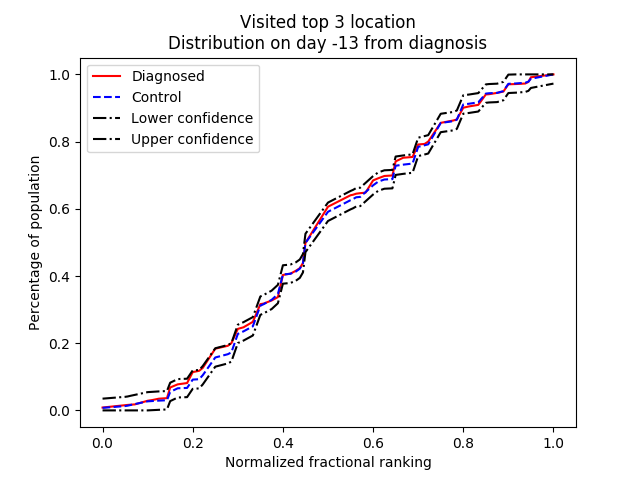 Visited top 3 location
Distribution on day -13 from diagnosis
Diagnosed
Control
Lower confidence
Upper confidence
Percentage of population
1.0
0.8
0.6
0.4
0.2
0.0
0.0 0.2 0.4 0.6 0.8 1.0
Normalized fractional ranking